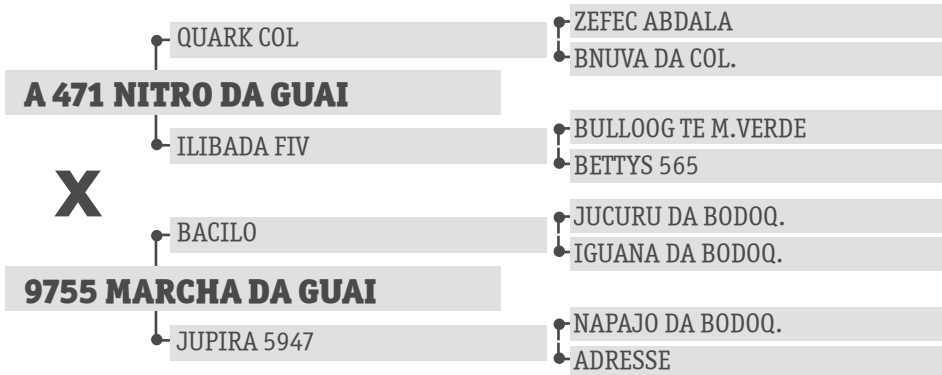 ZEFEC ABDALA
QUARK COL
BNUVA DA COL.
A 471 NITRO DA GUAI
BULLOOG TE M.VERDE
ILIBADA FIV
BETTYS 565
X
JUCURU DA BODOQ.
BACILO
IGUANA DA BODOQ.
9755 MARCHA DA GUAI
NAPAJO DA BODOQ.
JUPIRA 5947
ADRESSE